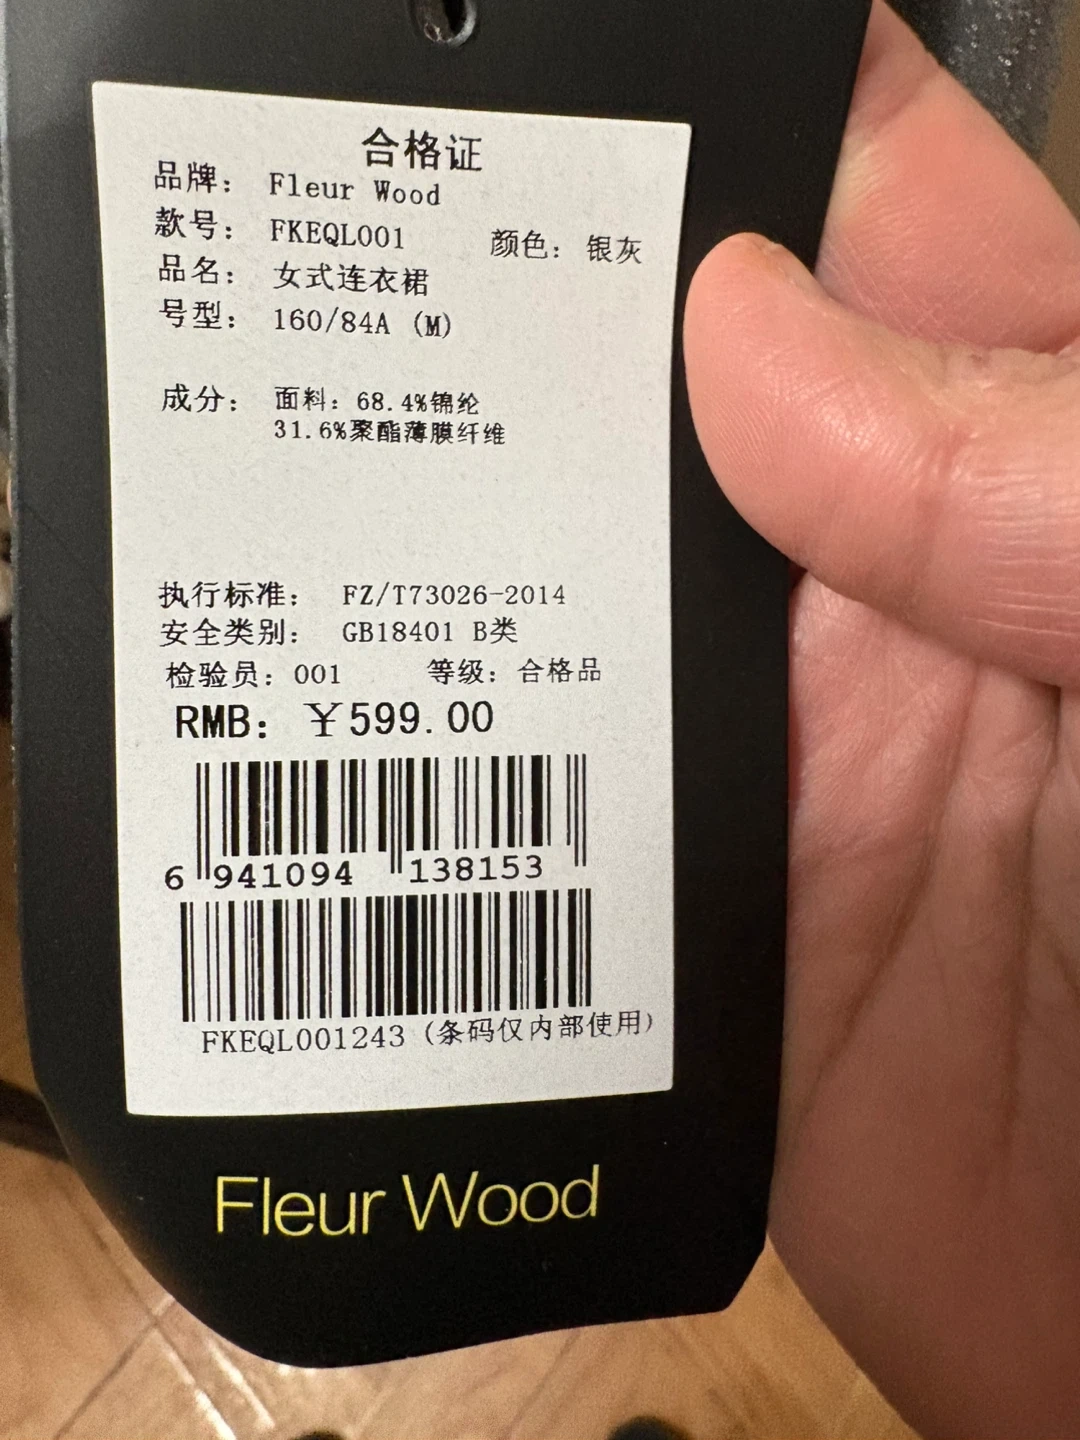 合格证
品牌： Fleur Wood
款号： FKEQL001 颜色： 银灰
品名： 女式连衣裙
号型： 160/84A (M)
成分： 面料：68.4%锦纶
31.6%聚酯薄膜纤维
执行标准： FZ/T73026-2014
安全类别： GB18401 B类
检验员：001 等级：合格品
RMB：￥599.00
6 941094 138153
FKEQL001243（条码仅内部使用）
Fleur Wood